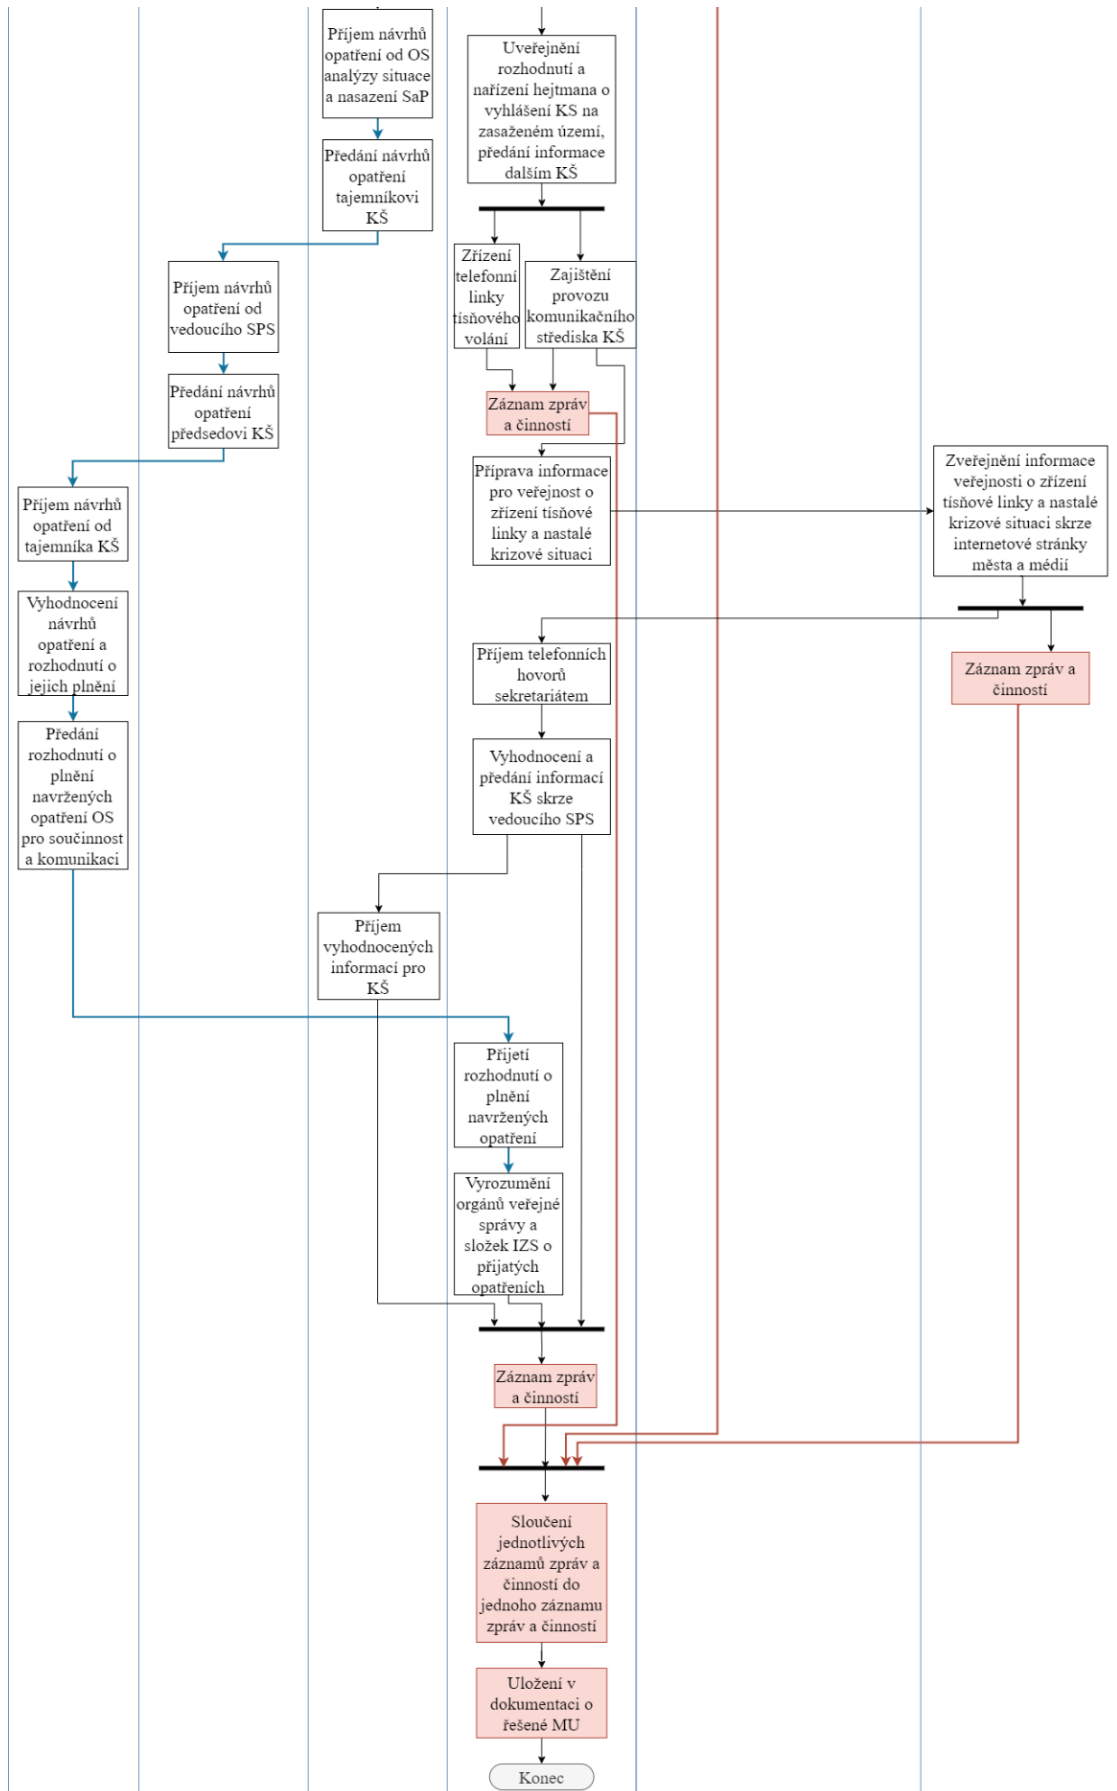 Příjem návrhů
opatření od OS
analýzy situace
a nasazení SaP
Uveřejnění
rozhodnutí a
nařízení hejtmana o
vyhlášení KS na
zasaženém území,
předání informace
dalším KŠ
Předání návrhů
opatření
tajemníkovi
KŠ
Zřízení
telefonní
linky
tísňového
volání
Zajištění
provozu
komunikačního
střediska KŠ
Příjem návrhů
opatření od
vedoucího SPS
Předání návrhů
opatření
předsedovi KŠ
Záznam zpráv
a činností
Příprava informace
pro veřejnost o
zřízení tísňové
linky a nastalé
krizové situaci
Zveřejnění informace
veřejnosti o zřízení
tísňové linky a nastalé
krizové situaci skrze
internetové stránky
města a médií
Příjem návrhů
opatření od
tajemníka KŠ
Vyhodnocení
návrhů
opatření a
rozhodnutí o
jejich plnění
Příjem telefonních
hovorů
sekretariátem
Záznam zpráv a
činností
Předání
rozhodnutí o
plnění
navržených
opatření OS
pro součinnost
a komunikaci
Vyhodnocení a
předání informací
KŠ skrze
vedoucího SPS
Příjem
vyhodnocených
informací pro
KŠ
Přijetí
rozhodnutí o
plnění
navržených
opatření
Vyrozumění
orgánů veřejné
správy a
složek IZS o
přijatých
opatřeních
Záznam zpráv
a činností
Sloučení
jednotlivých
záznamů zpráv a
činností do
jednoho záznamu
zpráv a činností
Uložení v
dokumentaci o
řešené MU
Konec